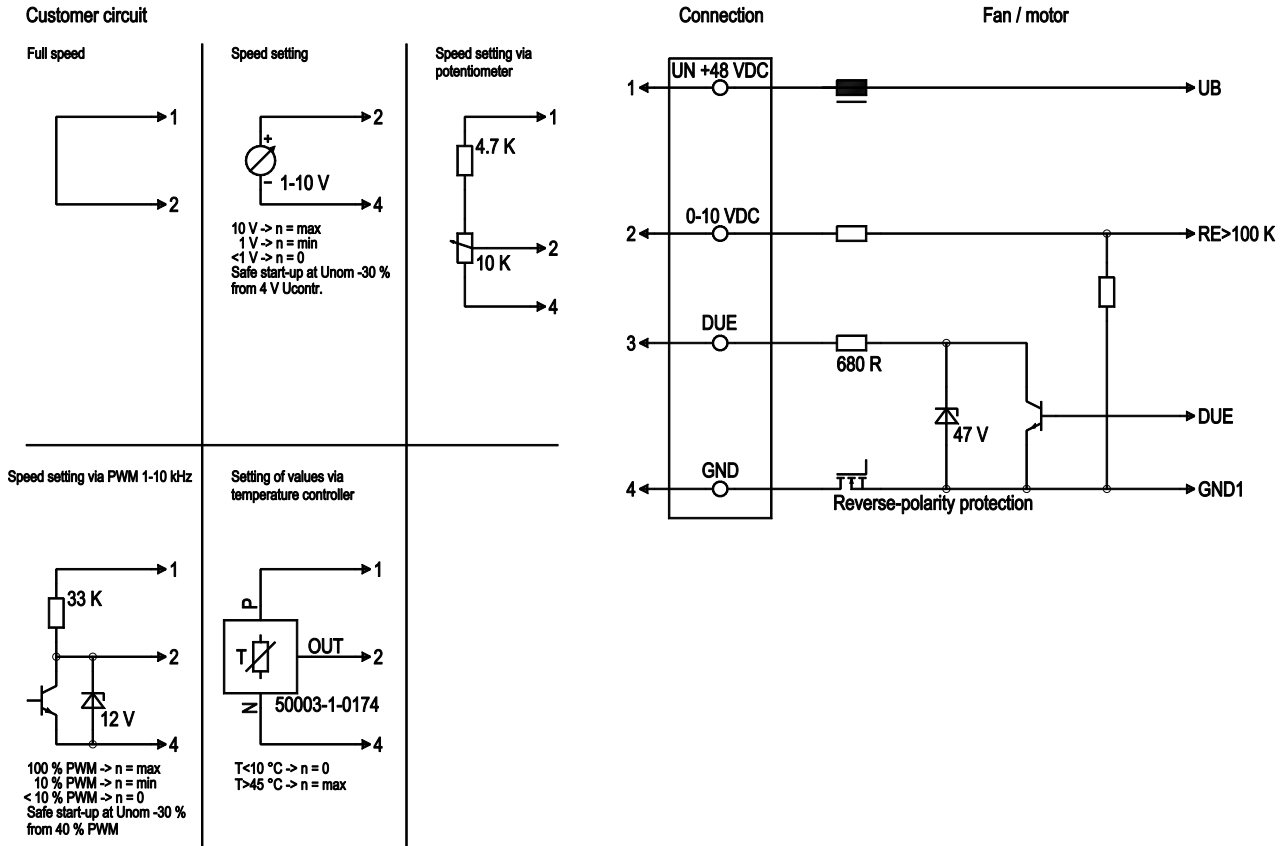 Customer circuit
Full speed
1
2
Speed setting
2
+
–
1-10 V
4
10 V -> n = max
1 V -> n = min
<1 V -> n = 0
Safe start-up at Unom -30 %
from 4 V Ucontr.
Speed setting via
potentiometer
1
4.7 K
2
10 K
4
Speed setting via PWM 1-10 kHz
1
33 K
2
12 V
4
100 % PWM -> n = max
10 % PWM -> n = min
< 10 % PWM -> n = 0
Safe start-up at Unom -30 %
from 40 % PWM
Setting of values via
temperature controller
1
P
T
OUT
2
N
50003-1-0174
4
T<10 °C -> n = 0
T>45 °C -> n = max
Connection
Fan / motor
1
UN +48 VDC
UB
2
0-10 VDC
RE>100 K
3
DUE
680 R
47 V
DUE
4
GND
GND1
Reverse-polarity protection